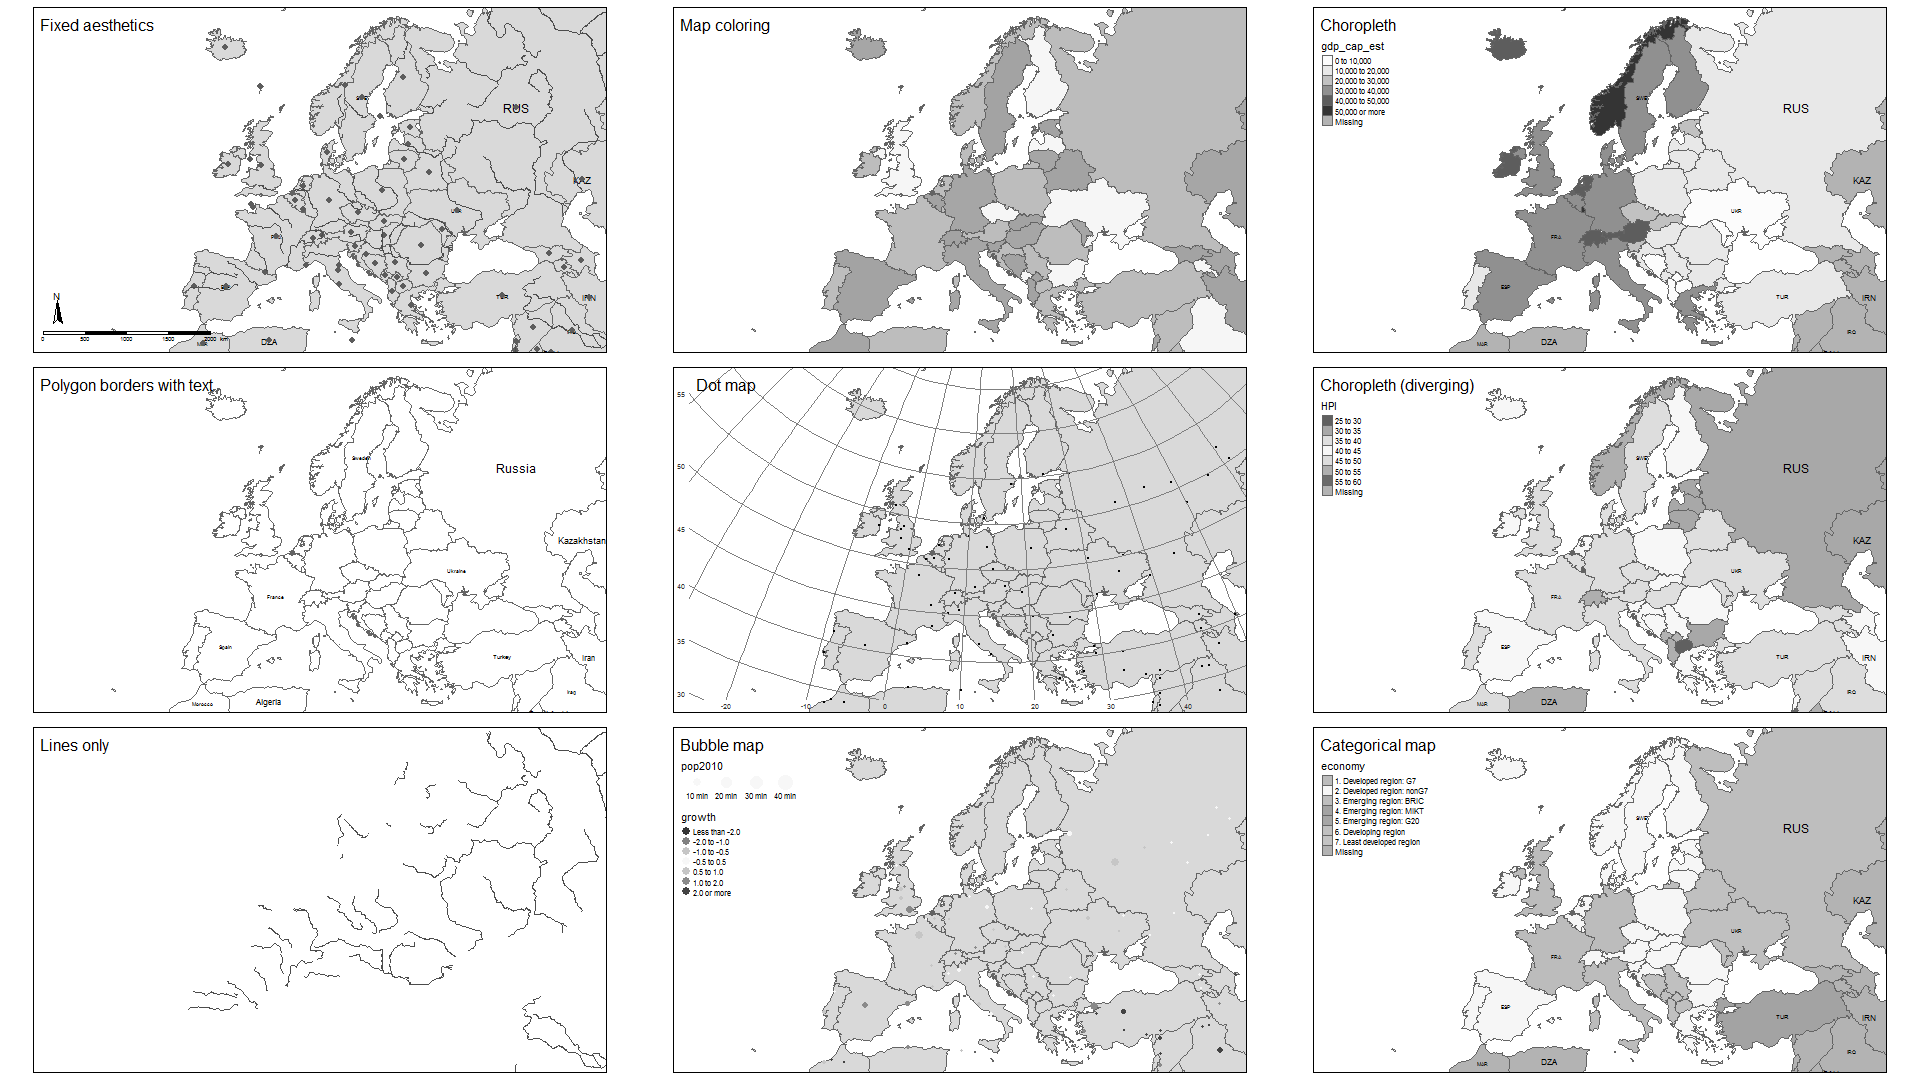 Fixed aesthetics
SWE
RUS
KAZ
UKR
FRA
ESP
TUR
IRN
N
0 500 1000 1500 2000 km
MAR
DZA
Map coloring
Choropleth
gdp_cap_est
0 to 10,000
10,000 to 20,000
20,000 to 30,000
30,000 to 40,000
40,000 to 50,000
50,000 or more
Missing
SWE
RUS
KAZ
UKR
FRA
ESP
TUR
IRN
IRQ
MAR
DZA
Polygon borders with text
Sweden
Russia
Kazakhstan
Ukraine
France
Spain
Turkey
Iran
Iraq
Morocco
Algeria
Dot map
55
50
45
40
35
30
-20 -10 0 10 20 30 40
Choropleth (diverging)
HPI
25 to 30
30 to 35
35 to 40
40 to 45
45 to 50
50 to 55
55 to 60
Missing
SWE
RUS
KAZ
UKR
FRA
ESP
TUR
IRN
IRQ
MAR
DZA
Lines only
Bubble map
pop2010
10 mln 20 mln 30 mln 40 mln
growth
Less than -2.0
-2.0 to -1.0
-1.0 to -0.5
-0.5 to 0.5
0.5 to 1.0
1.0 to 2.0
2.0 or more
Categorical map
economy
1. Developed region: G7
2. Developed region: nonG7
3. Emerging region: BRIC
4. Emerging region: MIKT
5. Emerging region: G20
6. Developing region
7. Least developed region
Missing
SWE
RUS
KAZ
UKR
FRA
ESP
TUR
IRN
IRQ
MAR
DZA